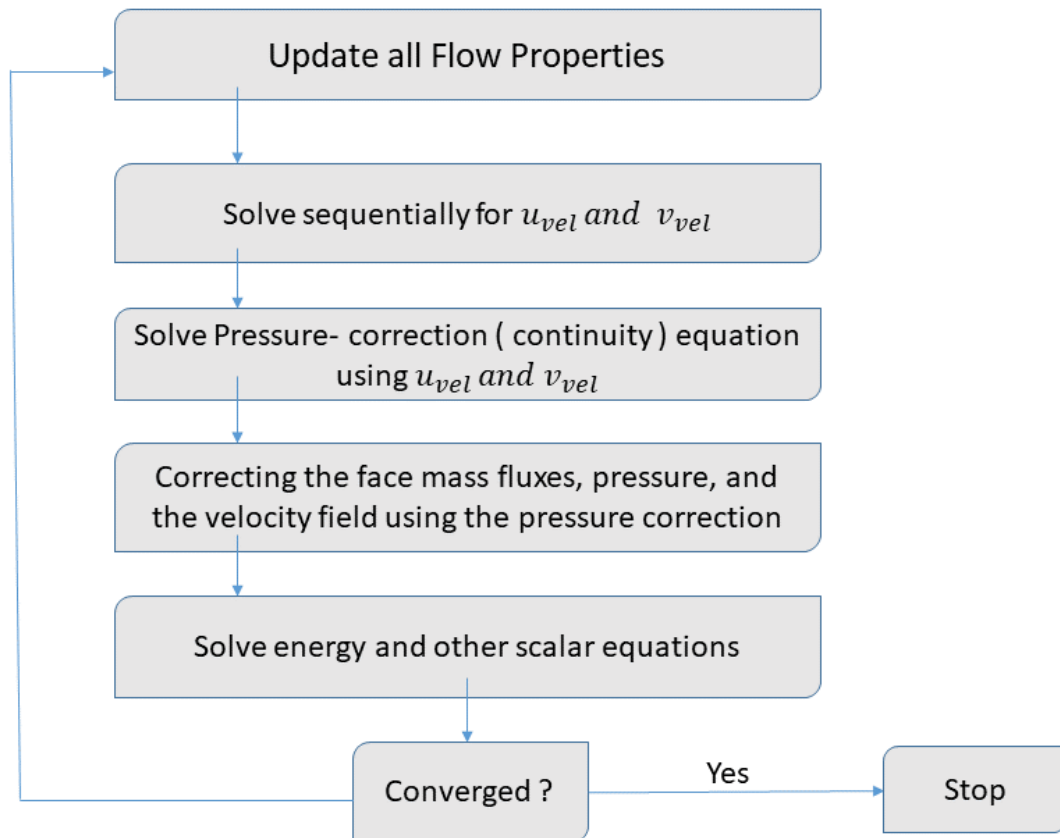 Update all Flow Properties
Solve sequentially for u_vel and v_vel
Solve Pressure- correction ( continuity ) equation
using u_vel and v_vel
Correcting the face mass fluxes, pressure, and
the velocity field using the pressure correction
Solve energy and other scalar equations
Converged ?
Yes
Stop